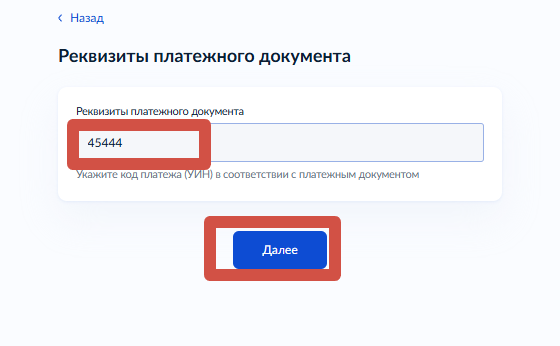 Назад
Реквизиты платежного документа
Реквизиты платежного документа
45444
Укажите код платежа (УИН) в соответствии с платежным документом
Далее